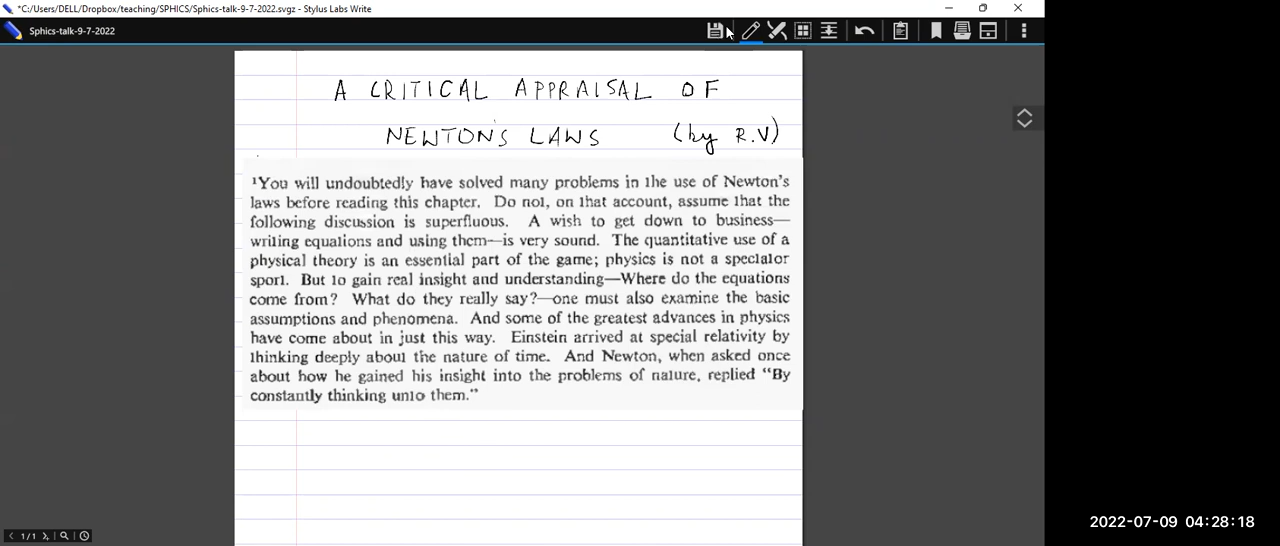 *C:/Users/DELL/Dropbox/teaching/SPHICS/Sphics-talk-9-7-2022.svgz - Stylus Labs Write
Sphics-talk-9-7-2022
A CRITICAL APPRAISAL OF
NEWTON'S LAWS (by R.V)
¹You will undoubtedly have solved many problems in the use of Newton's
laws before reading this chapter. Do not, on that account, assume that the
following discussion is superfluous. A wish to get down to business—
writing equations and using them—is very sound. The quantitative use of a
physical theory is an essential part of the game; physics is not a spectator
sport. But to gain real insight and understanding—Where do the equations
come from? What do they really say?—one must also examine the basic
assumptions and phenomena. And some of the greatest advances in physics
have come about in just this way. Einstein arrived at special relativity by
thinking deeply about the nature of time. And Newton, when asked once
about how he gained his insight into the problems of nature, replied "By
constantly thinking unto them."
1/1
2022-07-09 04:28:18